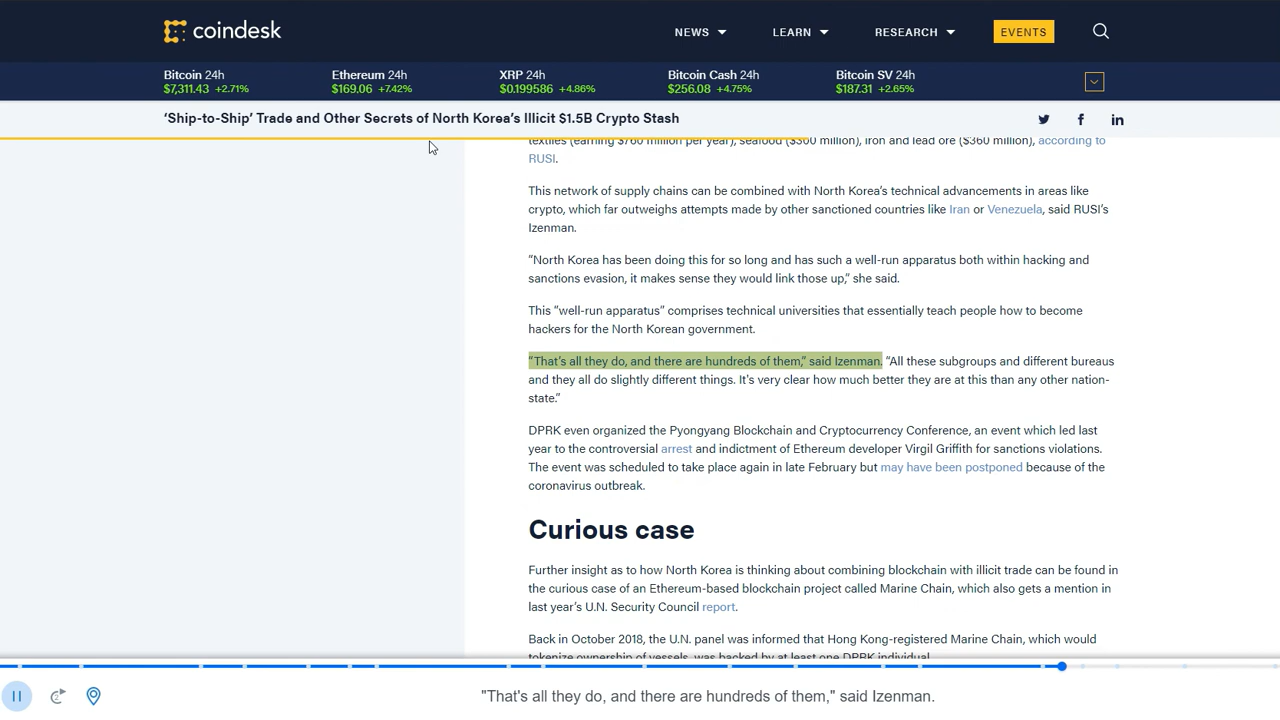 coindesk
NEWS
LEARN
RESEARCH
EVENTS
Bitcoin 24h
$7,311.43 +2.71%
Ethereum 24h
$169.06 +7.42%
XRP 24h
$0.199586 +4.86%
Bitcoin Cash 24h
$256.08 +4.75%
Bitcoin SV 24h
$187.31 +2.65%
‘Ship-to-Ship’ Trade and Other Secrets of North Korea’s Illicit $1.5B Crypto Stash
textiles (earning $760 million per year), seafood ($300 million), iron and lead ore ($360 million), according to
RUSI.
This network of supply chains can be combined with North Korea’s technical advancements in areas like
crypto, which far outweighs attempts made by other sanctioned countries like Iran or Venezuela, said RUSI’s
Izenman.
“North Korea has been doing this for so long and has such a well-run apparatus both within hacking and
sanctions evasion, it makes sense they would link those up,” she said.
This “well-run apparatus” comprises technical universities that essentially teach people how to become
hackers for the North Korean government.
“That’s all they do, and there are hundreds of them,” said Izenman. “All these subgroups and different bureaus
and they all do slightly different things. It’s very clear how much better they are at this than any other nation-
state.”
DPRK even organized the Pyongyang Blockchain and Cryptocurrency Conference, an event which led last
year to the controversial arrest and indictment of Ethereum developer Virgil Griffith for sanctions violations.
The event was scheduled to take place again in late February but may have been postponed because of the
coronavirus outbreak.
Curious case
Further insight as to how North Korea is thinking about combining blockchain with illicit trade can be found in
the curious case of an Ethereum-based blockchain project called Marine Chain, which also gets a mention in
last year’s U.N. Security Council report.
Back in October 2018, the U.N. panel was informed that Hong Kong-registered Marine Chain, which would
tokenize ownership of vessels, was backed by at least one DPRK individual.
"That's all they do, and there are hundreds of them," said Izenman.